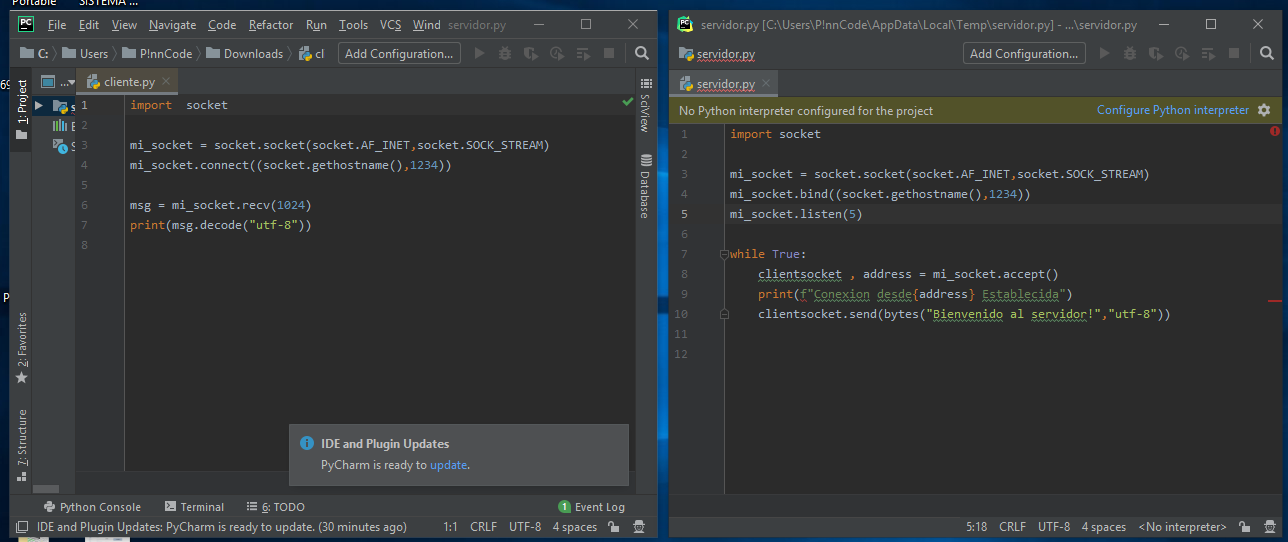 Portable SISTEMA ...
File Edit View Navigate Code Refactor Run Tools VCS Wind servidor.py
C: Users P!nnCode Downloads cl Add Configuration...
1: Project
...
cliente.py
1 import  socket
2
3 mi_socket = socket.socket(socket.AF_INET,socket.SOCK_STREAM)
4 mi_socket.connect((socket.gethostname(),1234))
5
6 msg = mi_socket.recv(1024)
7 print(msg.decode("utf-8"))
8
SciView
Database
2: Favorites
7: Structure
IDE and Plugin Updates
PyCharm is ready to update.
Python Console Terminal 6: TODO 1 Event Log
IDE and Plugin Updates: PyCharm is ready to update. (30 minutes ago) 1:1 CRLF UTF-8 4 spaces
servidor.py [C:\Users\P!nnCode\AppData\Local\Temp\servidor.py] - ...\servidor.py
servidor.py Add Configuration...
servidor.py
No Python interpreter configured for the project Configure Python interpreter
1 import socket
2
3 mi_socket = socket.socket(socket.AF_INET,socket.SOCK_STREAM)
4 mi_socket.bind((socket.gethostname(),1234))
5 mi_socket.listen(5)
6
7 while True:
8 clientsocket , address = mi_socket.accept()
9 print(f"Conexion desde{address} Establecida")
10 clientsocket.send(bytes("Bienvenido al servidor!","utf-8"))
11
12
5:18 CRLF UTF-8 4 spaces <No interpreter>